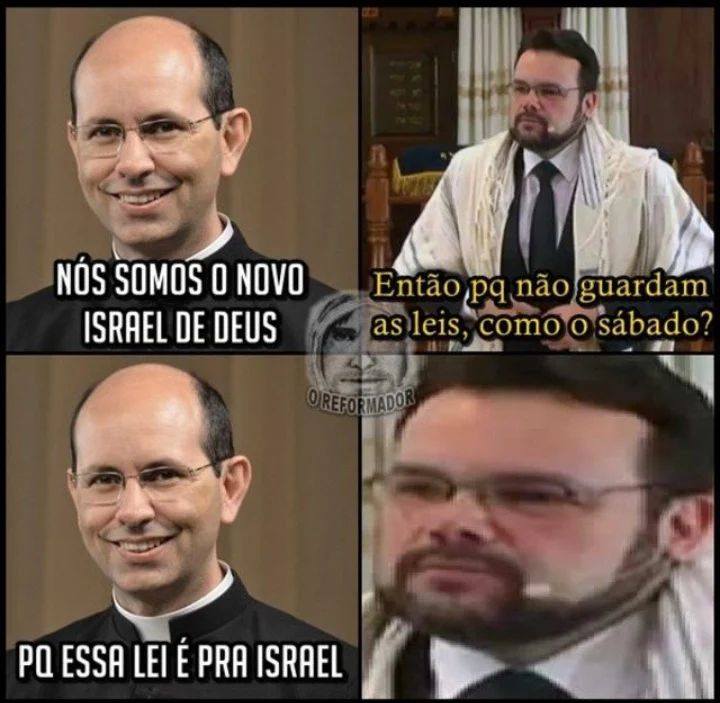 NÓS SOMOS O NOVO
ISRAEL DE DEUS
Então pq não guardam
as leis, como o sábado?
O REFORMADOR
PQ ESSA LEI É PRA ISRAEL